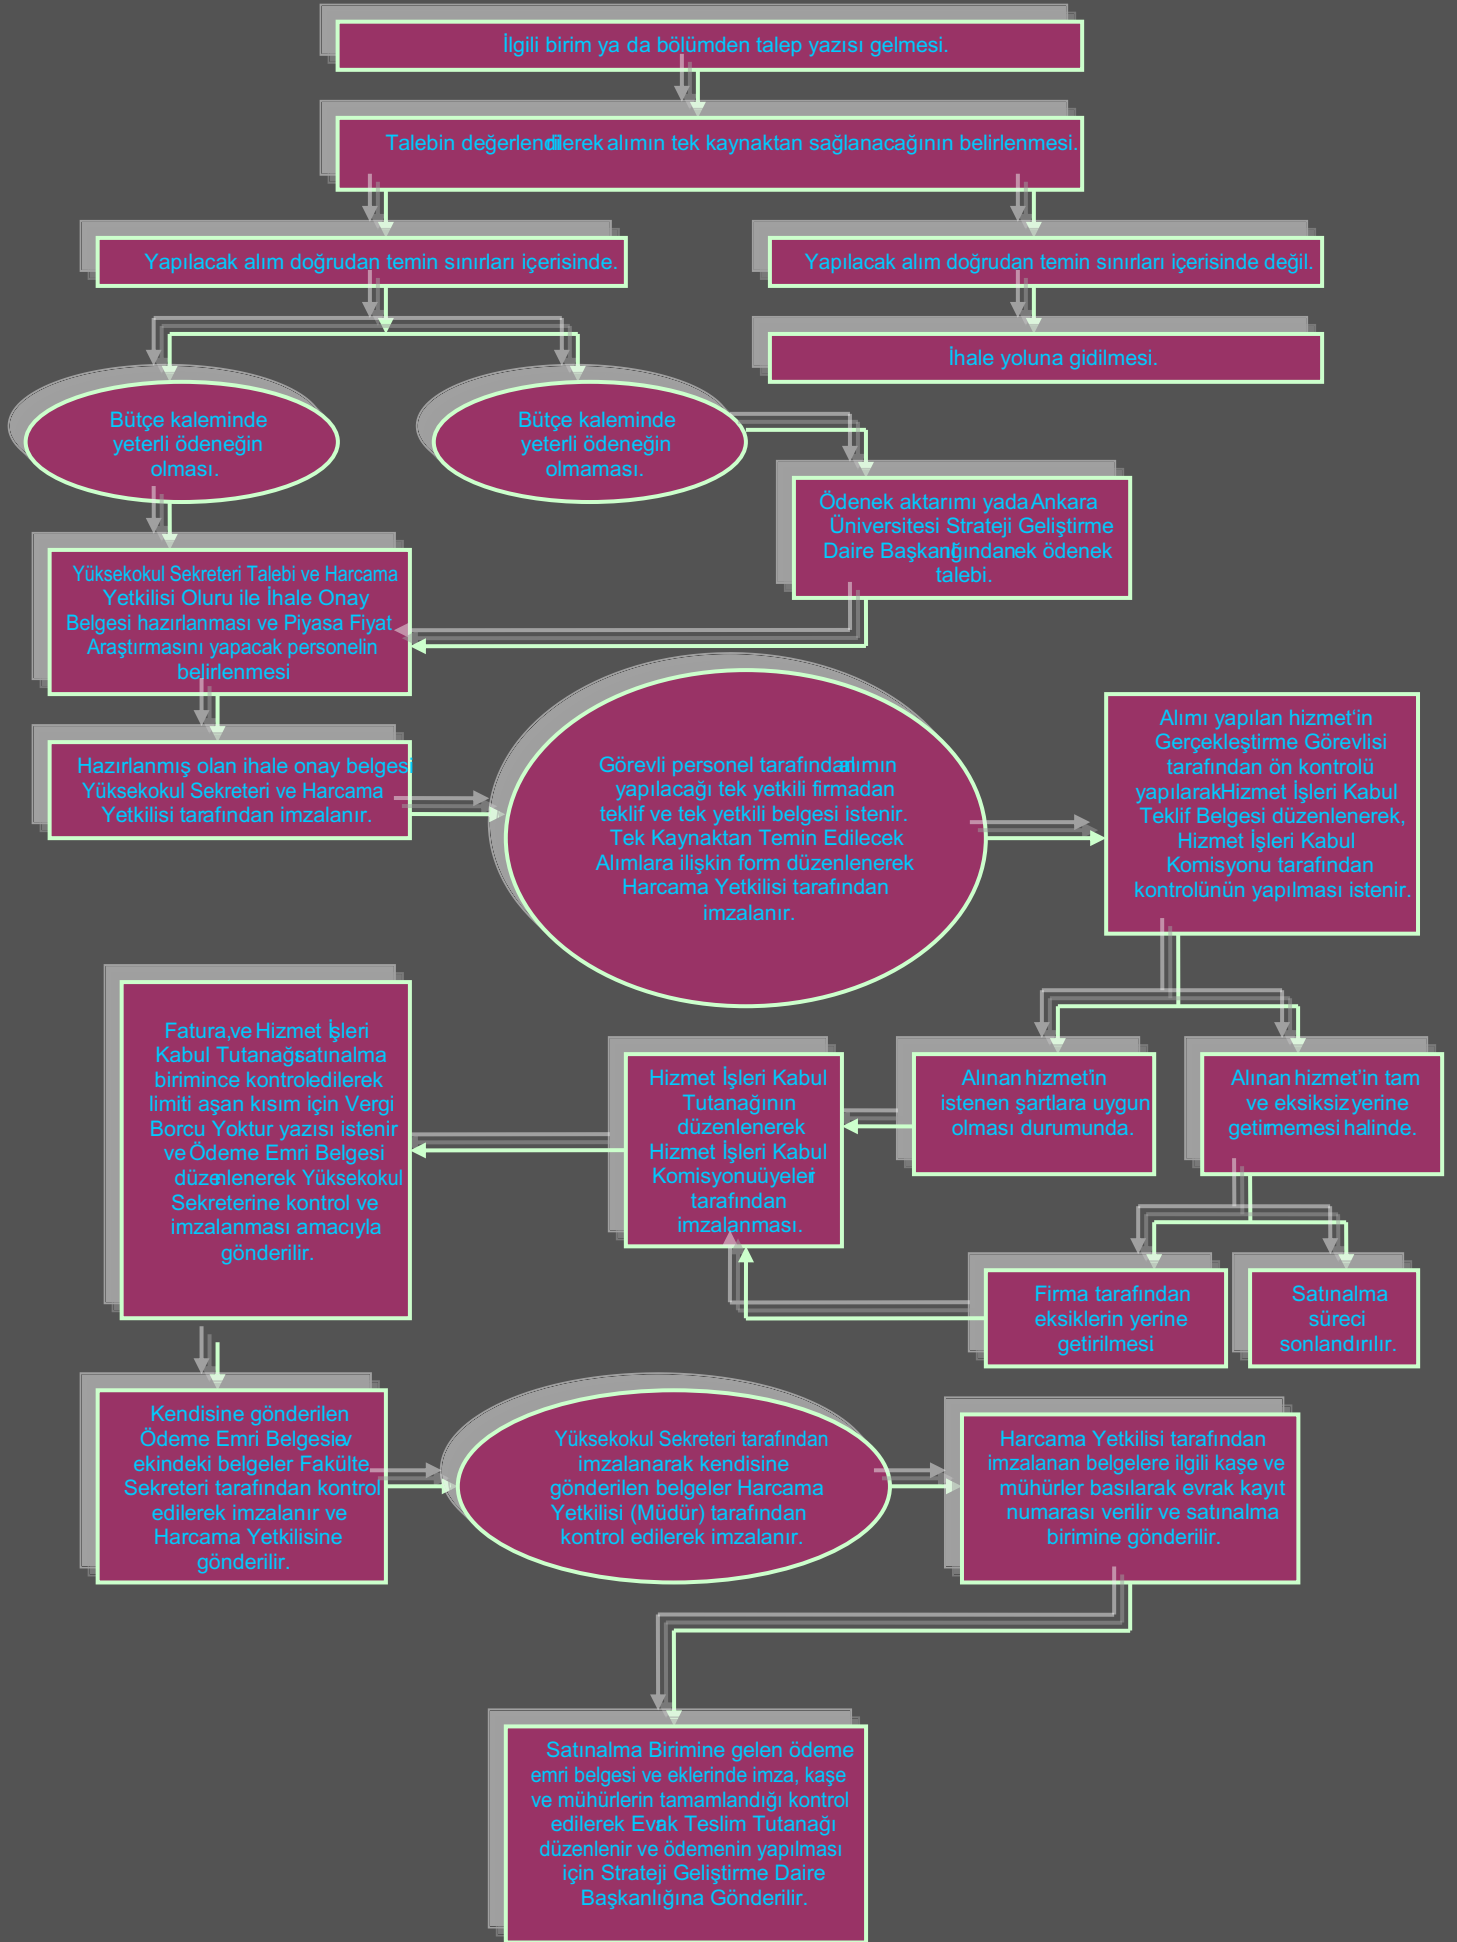 İlgili birim ya da bölümden talep yazısı gelmesi.
Talebin değerlendirilerek alımın tek kaynaktan sağlanacağının belirlenmesi.
Yapılacak alım doğrudan temin sınırları içerisinde.
Yapılacak alım doğrudan temin sınırları içerisinde değil.
İhale yoluna gidilmesi.
Bütçe kaleminde
yeterli ödeneğin
olması.
Bütçe kaleminde
yeterli ödeneğin
olmaması.
Ödenek aktarımı yada Ankara
Üniversitesi Strateji Geliştirme
Daire Başkanlığından ek ödenek
talebi.
Yüksekokul Sekreteri Talebi ve Harcama
Yetkilisi Oluru ile İhale Onay
Belgesi hazırlanması ve Piyasa Fiyat
Araştırmasını yapacak personelin
belirlenmesi
Hazırlanmış olan ihale onay belgesi
Yüksekokul Sekreteri ve Harcama
Yetkilisi tarafından imzalanır.
Görevli personel tarafından alımın
yapılacağı tek yetkili firmadan
teklif ve tek yetkili belgesi istenir.
Tek Kaynaktan Temin Edilecek
Alımlara ilişkin form düzenlenerek
Harcama Yetkilisi tarafından
imzalanır.
Alımı yapılan hizmet‘in
Gerçekleştirme Görevlisi
tarafından ön kontrolü
yapılarak Hizmet İşleri Kabul
Teklif Belgesi düzenlenerek,
Hizmet İşleri Kabul
Komisyonu tarafından
kontrolünün yapılması istenir.
Fatura,ve Hizmet İşleri
Kabul Tutanağı satınalma
birimince kontrol edilerek
limiti aşan kısım için Vergi
Borcu Yoktur yazısı istenir
ve Ödeme Emri Belgesi
düzenlenerek Yüksekokul
Sekreterine kontrol ve
imzalanması amacıyla
gönderilir.
Hizmet İşleri Kabul
Tutanağının
düzenlenerek
Hizmet İşleri Kabul
Komisyonu üyeleri
tarafından
imzalanması.
Alınan hizmet’in
istenen şartlara uygun
olması durumunda.
Alınan hizmet’in tam
ve eksiksiz yerine
getirmemesi halinde.
Firma tarafından
eksiklerin yerine
getirilmesi.
Satınalma
süreci
sonlandırılır.
Kendisine gönderilen
Ödeme Emri Belgesi ve
ekindeki belgeler Fakülte
Sekreteri tarafından kontrol
edilerek imzalanır ve
Harcama Yetkilisine
gönderilir.
Yüksekokul Sekreteri tarafından
imzalanarak kendisine
gönderilen belgeler Harcama
Yetkilisi (Müdür) tarafından
kontrol edilerek imzalanır.
Harcama Yetkilisi tarafından
imzalanan belgelere ilgili kaşe ve
mühürler basılarak evrak kayıt
numarası verilir ve satınalma
birimine gönderilir.
Satınalma Birimine gelen ödeme
emri belgesi ve eklerinde imza, kaşe
ve mühürlerin tamamlandığı kontrol
edilerek Evrak Teslim Tutanağı
düzenlenir ve ödemenin yapılması
için Strateji Geliştirme Daire
Başkanlığına Gönderilir.